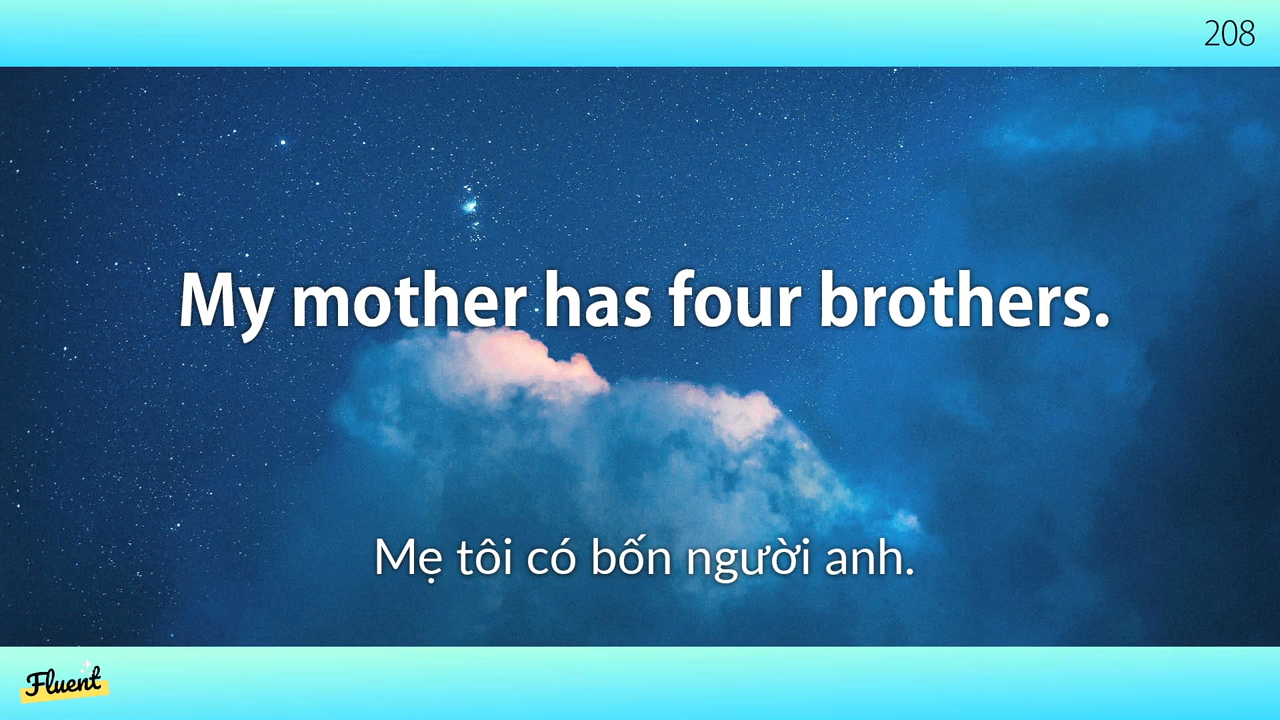 208
My mother has four brothers.
Mẹ tôi có bốn người anh.
Fluent